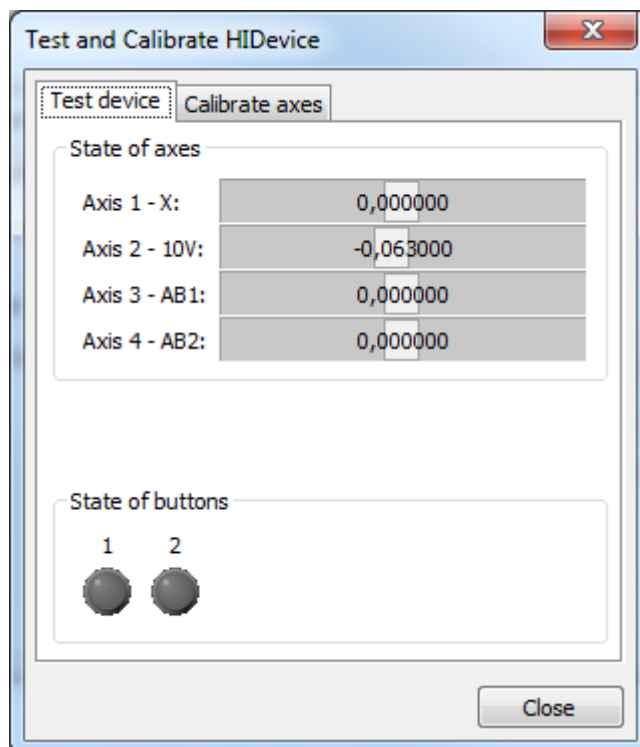 Test and Calibrate HIDevice
Test device
Calibrate axes
State of axes
Axis 1 - X: 0,000000
Axis 2 - 10V: -0,063000
Axis 3 - AB1: 0,000000
Axis 4 - AB2: 0,000000
State of buttons
1 2
Close